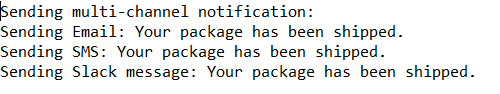 Sending multi-channel notification:
Sending Email: Your package has been shipped.
Sending SMS: Your package has been shipped.
Sending Slack message: Your package has been shipped.